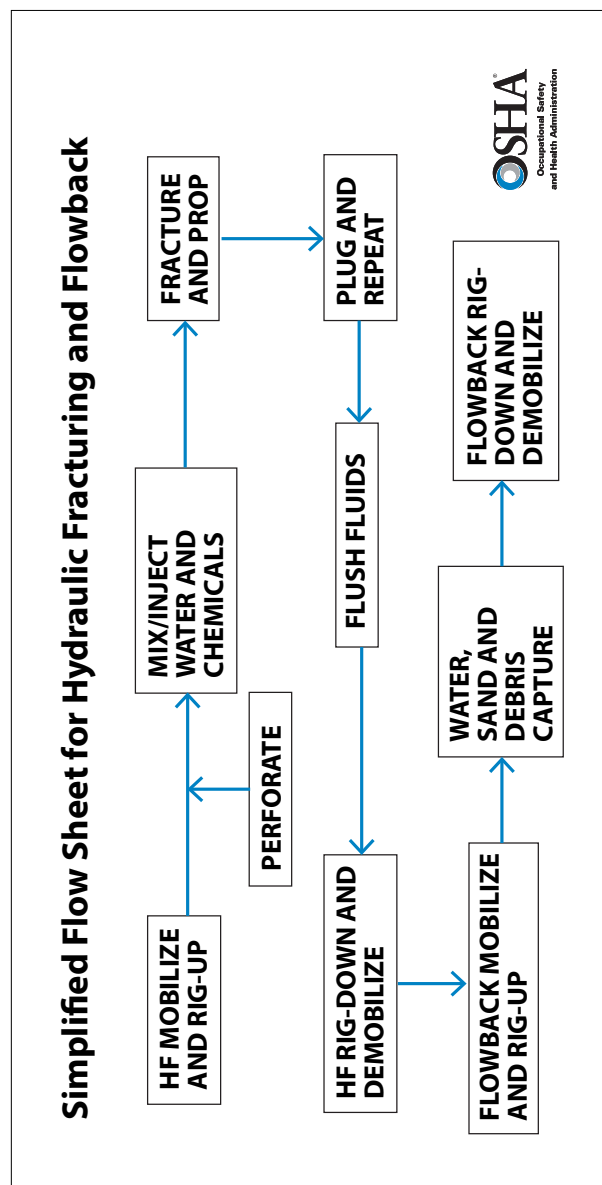 Simplified Flow Sheet for Hydraulic Fracturing and Flowback
HF MOBILIZE
AND RIG-UP
PERFORATE
MIX/INJECT
WATER AND
CHEMICALS
FRACTURE
AND PROP
PLUG AND
REPEAT
FLUSH FLUIDS
HF RIG-DOWN AND
DEMOBILIZE
FLOWBACK MOBILIZE
AND RIG-UP
WATER,
SAND AND
DEBRIS
CAPTURE
FLOWBACK RIG-
DOWN AND
DEMOBILIZE
OSHA®
Occupational Safety
and Health Administration